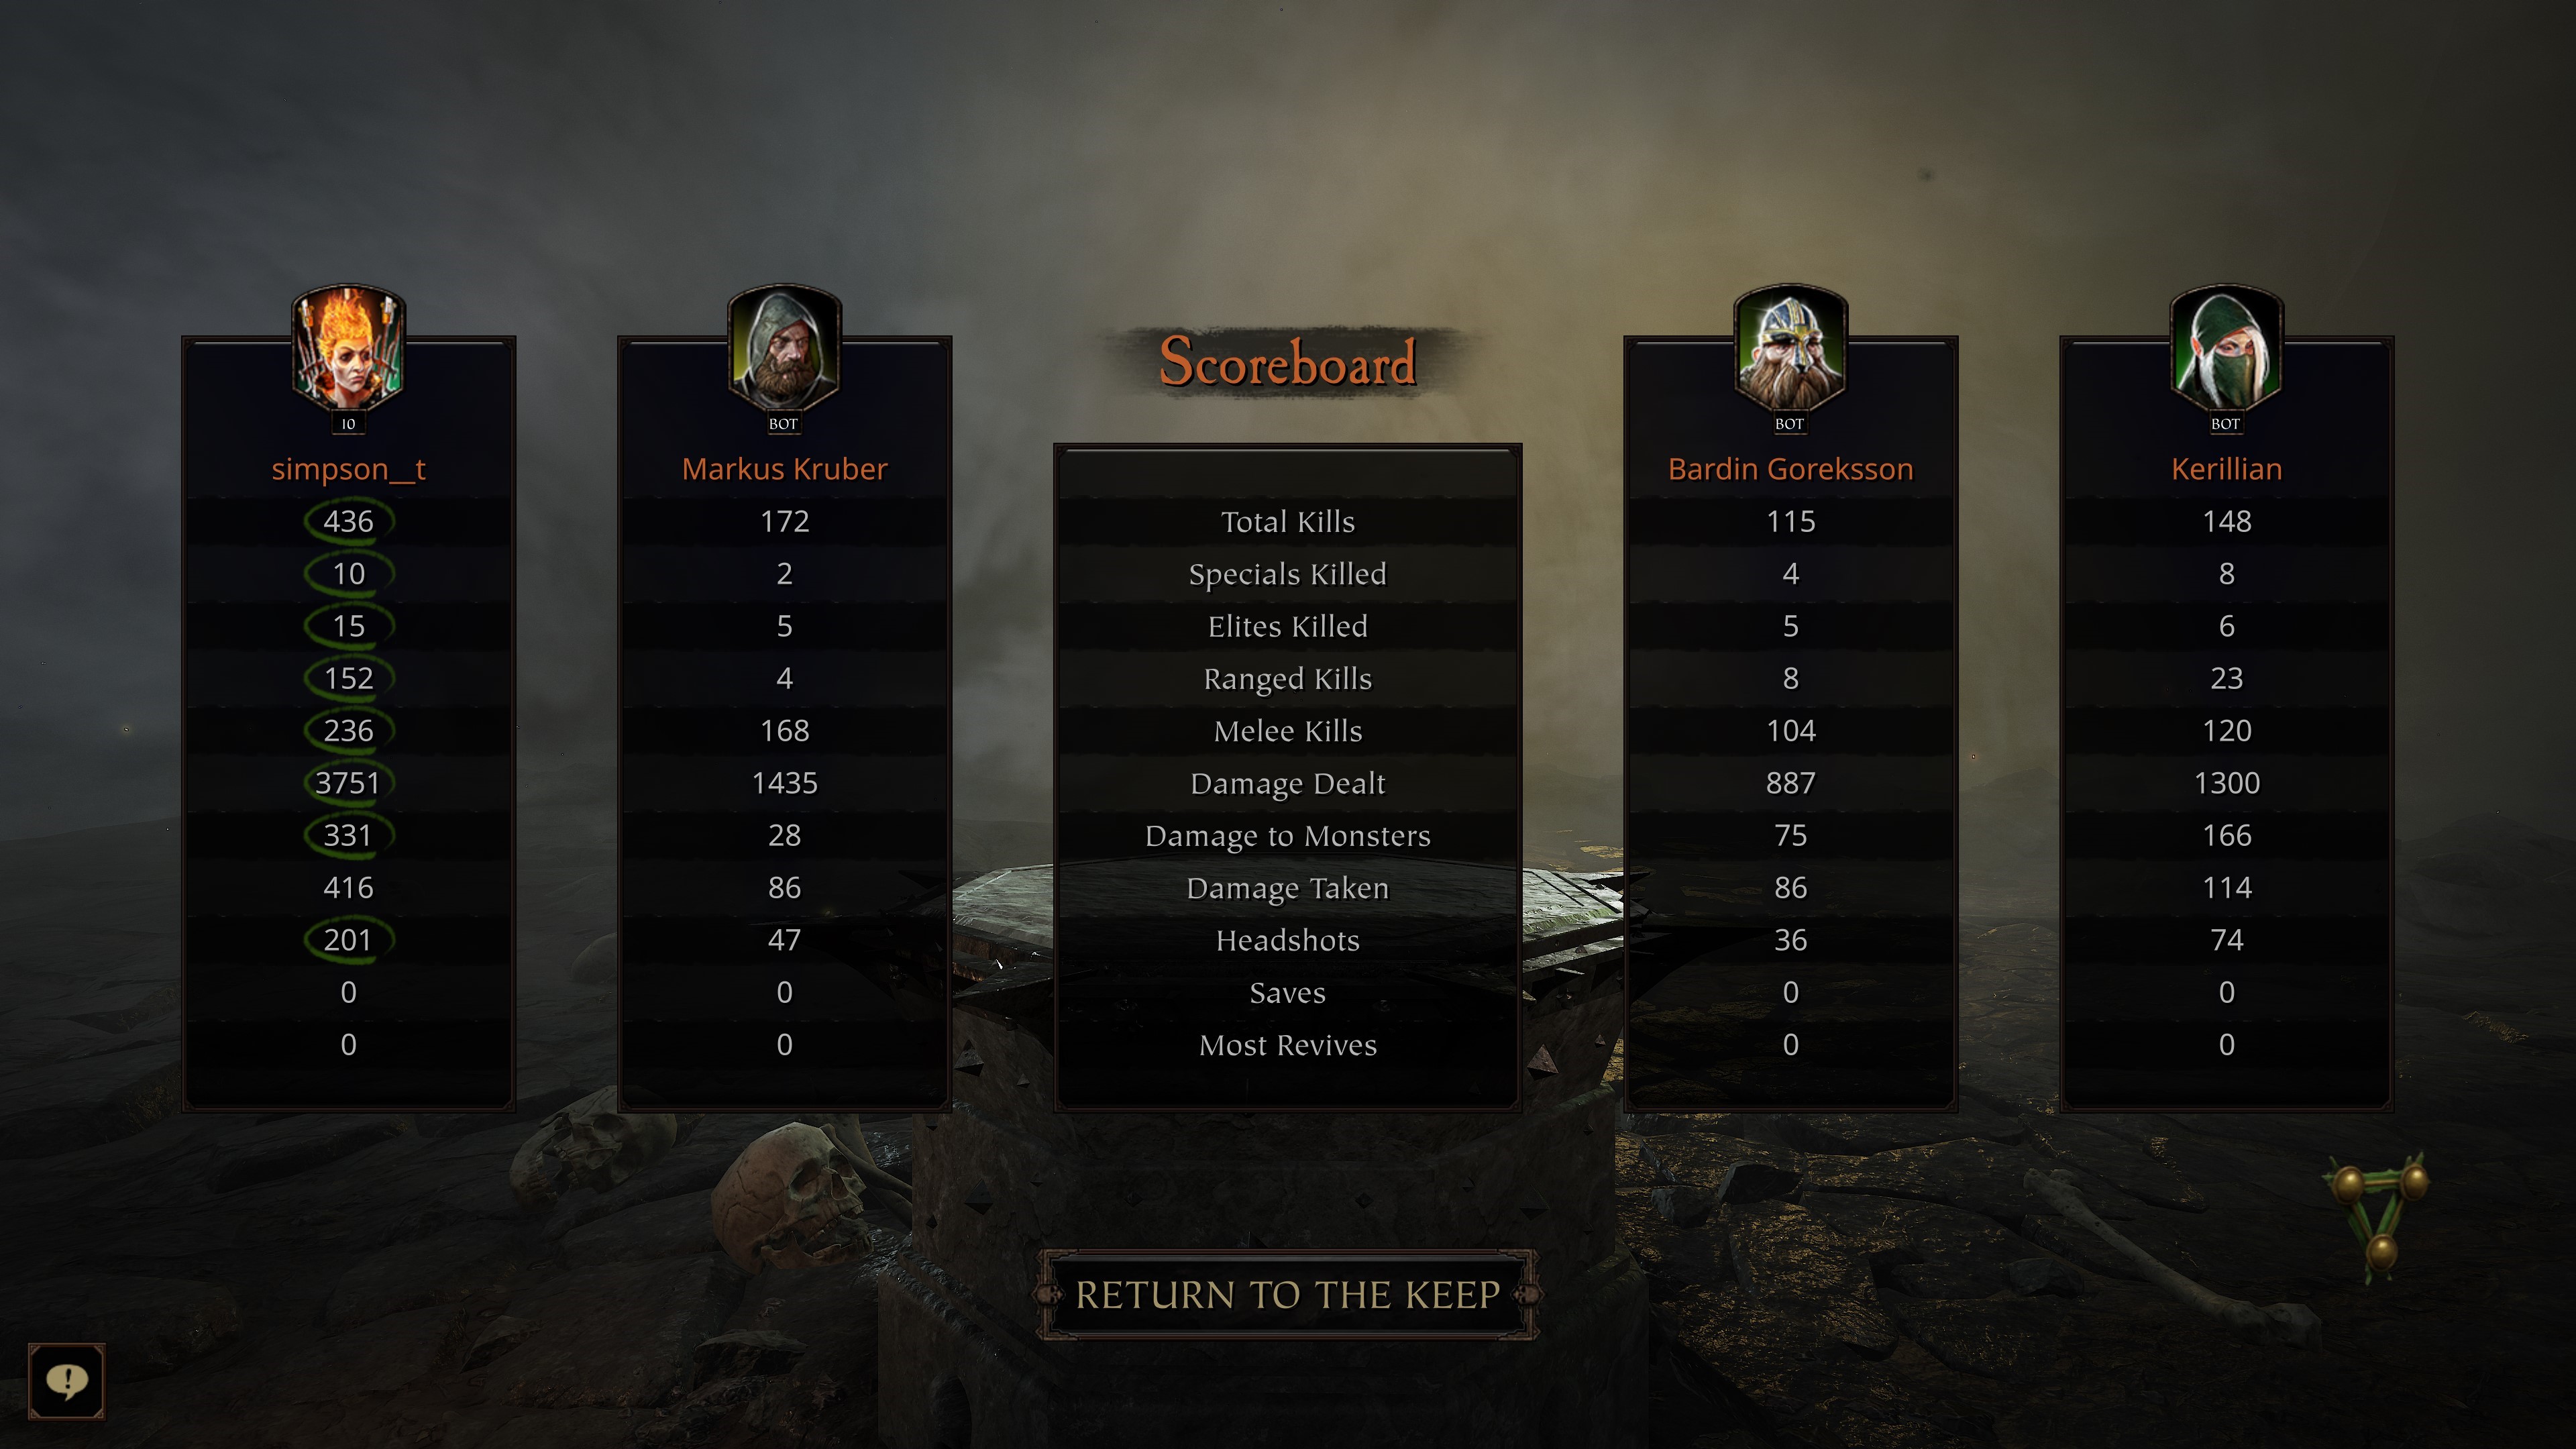 Scoreboard
10
BOT
BOT
BOT
simpson__t
Markus Kruber
Bardin Goreksson
Kerillian
436 172 Total Kills 115 148
10 2 Specials Killed 4 8
15 5 Elites Killed 5 6
152 4 Ranged Kills 8 23
236 168 Melee Kills 104 120
3751 1435 Damage Dealt 887 1300
331 28 Damage to Monsters 75 166
416 86 Damage Taken 86 114
201 47 Headshots 36 74
0 0 Saves 0 0
0 0 Most Revives 0 0
RETURN TO THE KEEP
!